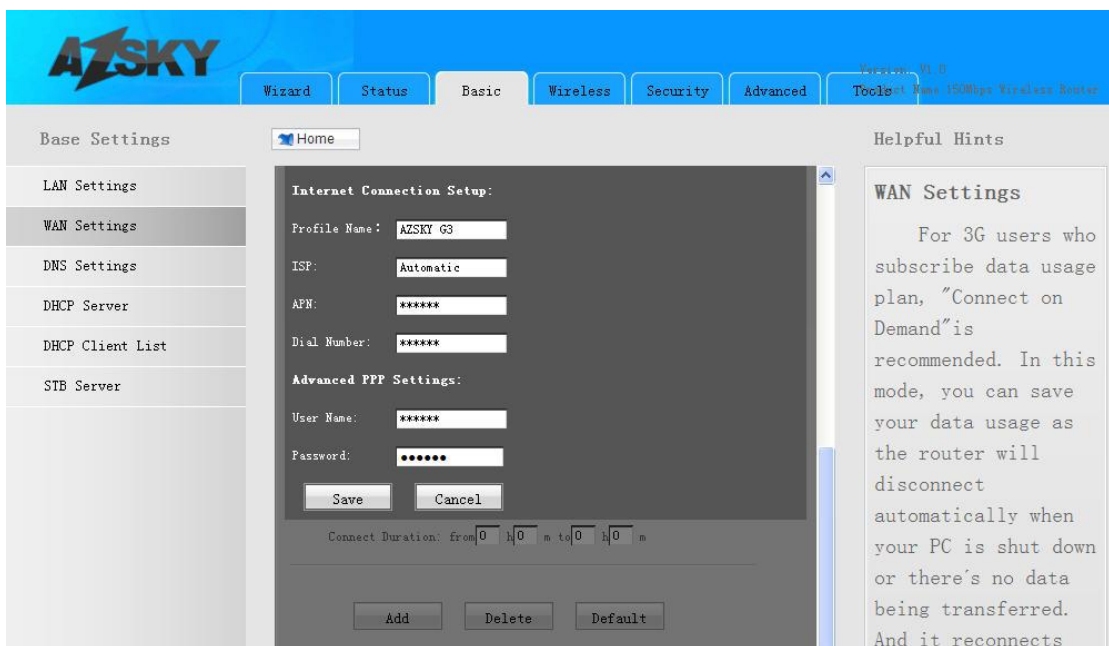 AZSKY
Version: V1.0
Wizard Status Basic Wireless Security Advanced Tools
Name 150Mbps Wireless Router
Base Settings
LAN Settings
WAN Settings
DNS Settings
DHCP Server
DHCP Client List
STB Server
Home
Internet Connection Setup:
Profile Name: AZSKY G3
ISP: Automatic
APN: ******
Dial Number: ******
Advanced PPP Settings:
User Name: ******
Password: ●●●●●●
Save Cancel
Connect Duration: from 0 h 0 m to 0 h 0 m
Add Delete Default
Helpful Hints
WAN Settings
For 3G users who
subscribe data usage
plan, "Connect on
Demand"is
recommended. In this
mode, you can save
your data usage as
the router will
disconnect
automatically when
your PC is shut down
or there's no data
being transferred.
And it reconnects